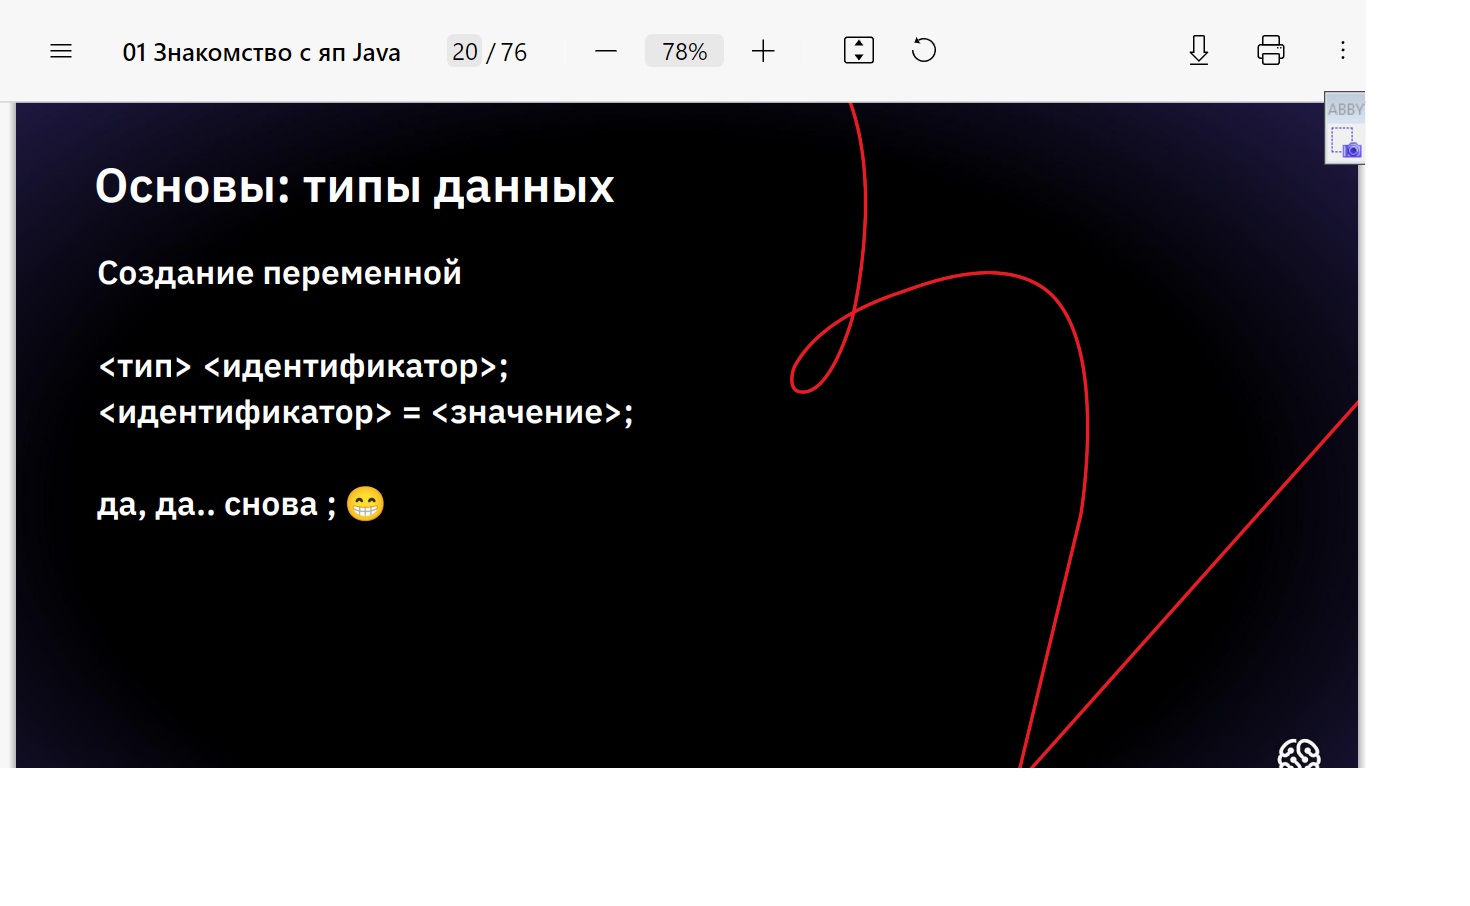 01 Знакомство с яп Java 20 / 76 78%
ABBY
Основы: типы данных
Создание переменной
<тип> <идентификатор>;
<идентификатор> = <значение>;
да, да.. снова ; 😁